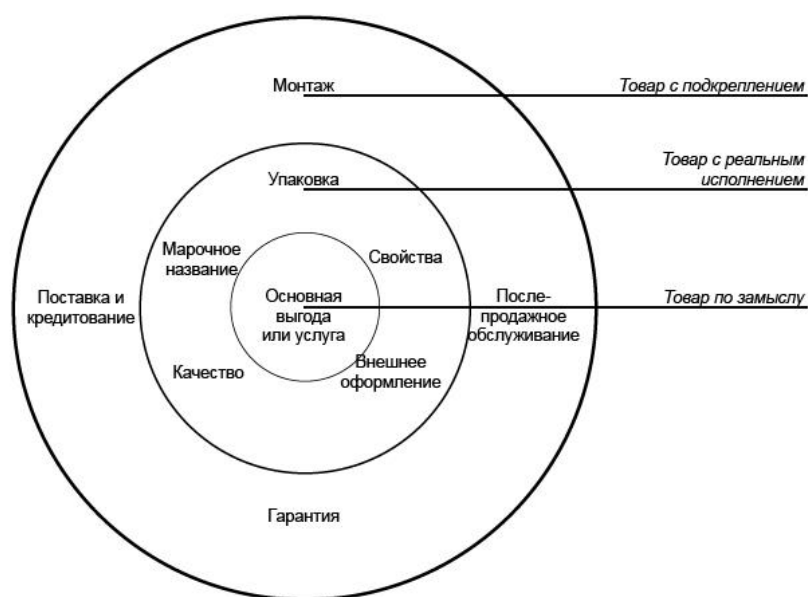 Монтаж
Товар с подкреплением
Товар с реальным
исполнением
Упаковка
Марочное
название
Свойства
Поставка и
кредитование
Основная
выгода
или услуга
После-
продажное
обслуживание
Товар по замыслу
Качество
Внешнее
оформление
Гарантия